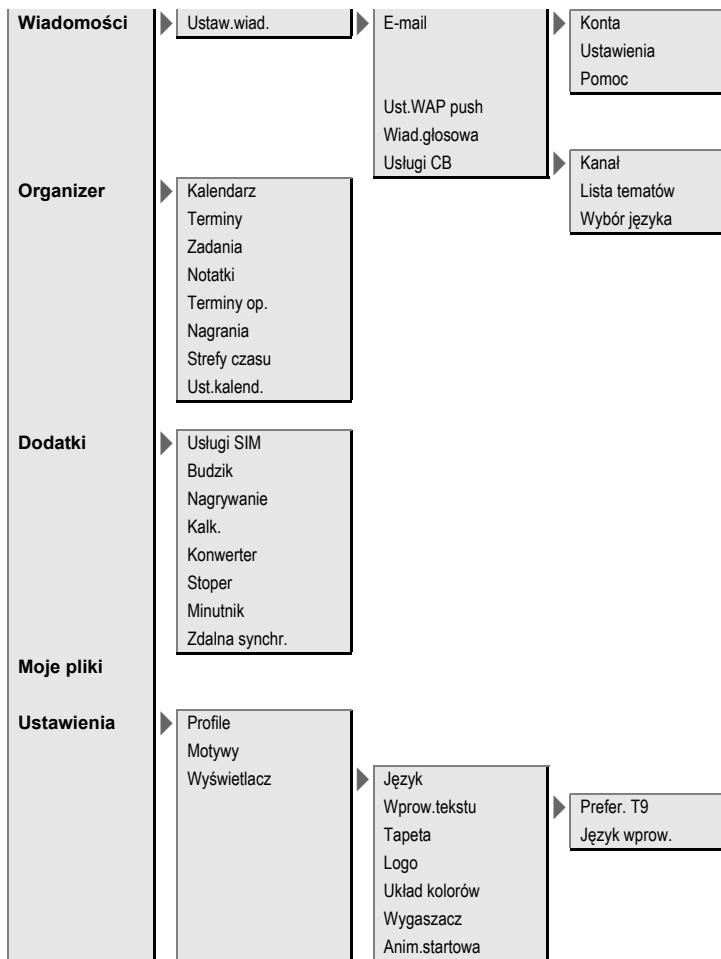 Wiadomości Ustaw.wiad. E-mail Konta
Ustawienia
Pomoc
Ust.WAP push
Wiad.głosowa
Usługi CB Kanał
Organizer Kalendarz Lista tematów
Terminy Wybór języka
Zadania
Notatki
Terminy op.
Nagrania
Strefy czasu
Ust.kalend.
Dodatki Usługi SIM
Budzik
Nagrywanie
Kalk.
Konwerter
Stoper
Minutnik
Zdalna synchr.
Moje pliki
Ustawienia Profile
Motywy
Wyświetlacz Język
Wprow.tekstu Prefer. T9
Tapeta Język wprow.
Logo
Układ kolorów
Wygaszacz
Anim.startowa